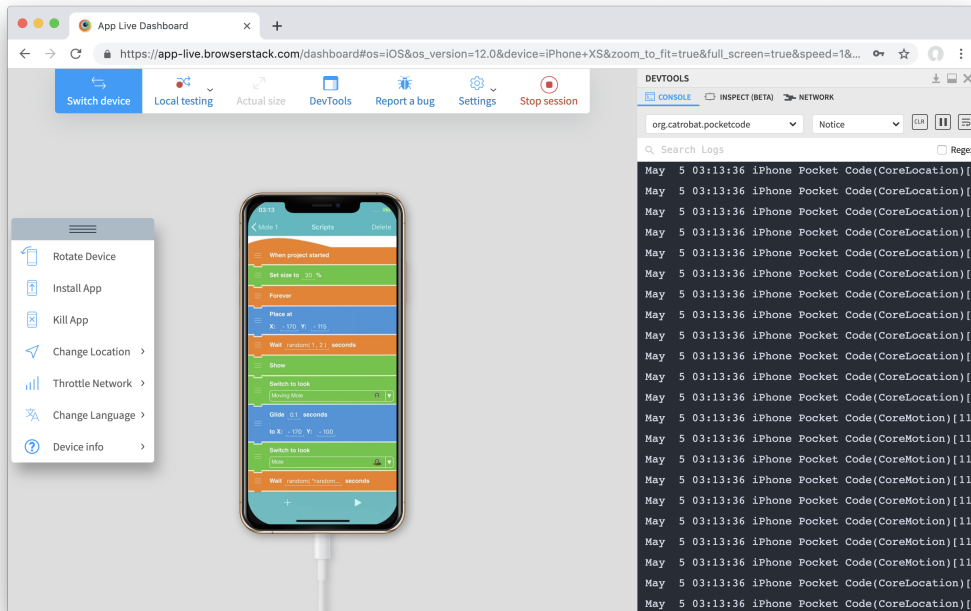 App Live Dashboard
https://app-live.browserstack.com/dashboard#os=iOS&os_version=12.0&device=iPhone+XS&zoom_to_fit=true&full_screen=true&speed=1&...
Switch device
Local testing
Actual size
DevTools
Report a bug
Settings
Stop session
DEVTOOLS
CONSOLE
INSPECT (BETA)
NETWORK
org.catrobat.pocketcode
Notice
CLR
Search Logs
Regex
Rotate Device
Install App
Kill App
Change Location
Throttle Network
Change Language
Device info
03:13
Mole 1
Scripts
Delete
When project started
Set size to 30 %
Forever
Place at
X: - 170 Y: - 115
Wait random( 1 , 2 ) seconds
Show
Switch to look
Moving Mole
Glide 0.1 seconds
to X: - 170 Y: - 100
Switch to look
Mole
Wait random( "random... seconds
May 5 03:13:36 iPhone Pocket Code(CoreLocation)[
May 5 03:13:36 iPhone Pocket Code(CoreLocation)[
May 5 03:13:36 iPhone Pocket Code(CoreLocation)[
May 5 03:13:36 iPhone Pocket Code(CoreLocation)[
May 5 03:13:36 iPhone Pocket Code(CoreLocation)[
May 5 03:13:36 iPhone Pocket Code(CoreLocation)[
May 5 03:13:36 iPhone Pocket Code(CoreLocation)[
May 5 03:13:36 iPhone Pocket Code(CoreLocation)[
May 5 03:13:36 iPhone Pocket Code(CoreLocation)[
May 5 03:13:36 iPhone Pocket Code(CoreLocation)[
May 5 03:13:36 iPhone Pocket Code(CoreLocation)[
May 5 03:13:36 iPhone Pocket Code(CoreLocation)[
May 5 03:13:36 iPhone Pocket Code(CoreMotion)[11
May 5 03:13:36 iPhone Pocket Code(CoreMotion)[11
May 5 03:13:36 iPhone Pocket Code(CoreMotion)[11
May 5 03:13:36 iPhone Pocket Code(CoreMotion)[11
May 5 03:13:36 iPhone Pocket Code(CoreMotion)[11
May 5 03:13:36 iPhone Pocket Code(CoreMotion)[11
May 5 03:13:36 iPhone Pocket Code(CoreMotion)[11
May 5 03:13:36 iPhone Pocket Code(CoreMotion)[11
May 5 03:13:36 iPhone Pocket Code(CoreLocation)[
May 5 03:13:36 iPhone Pocket Code(CoreLocation)[